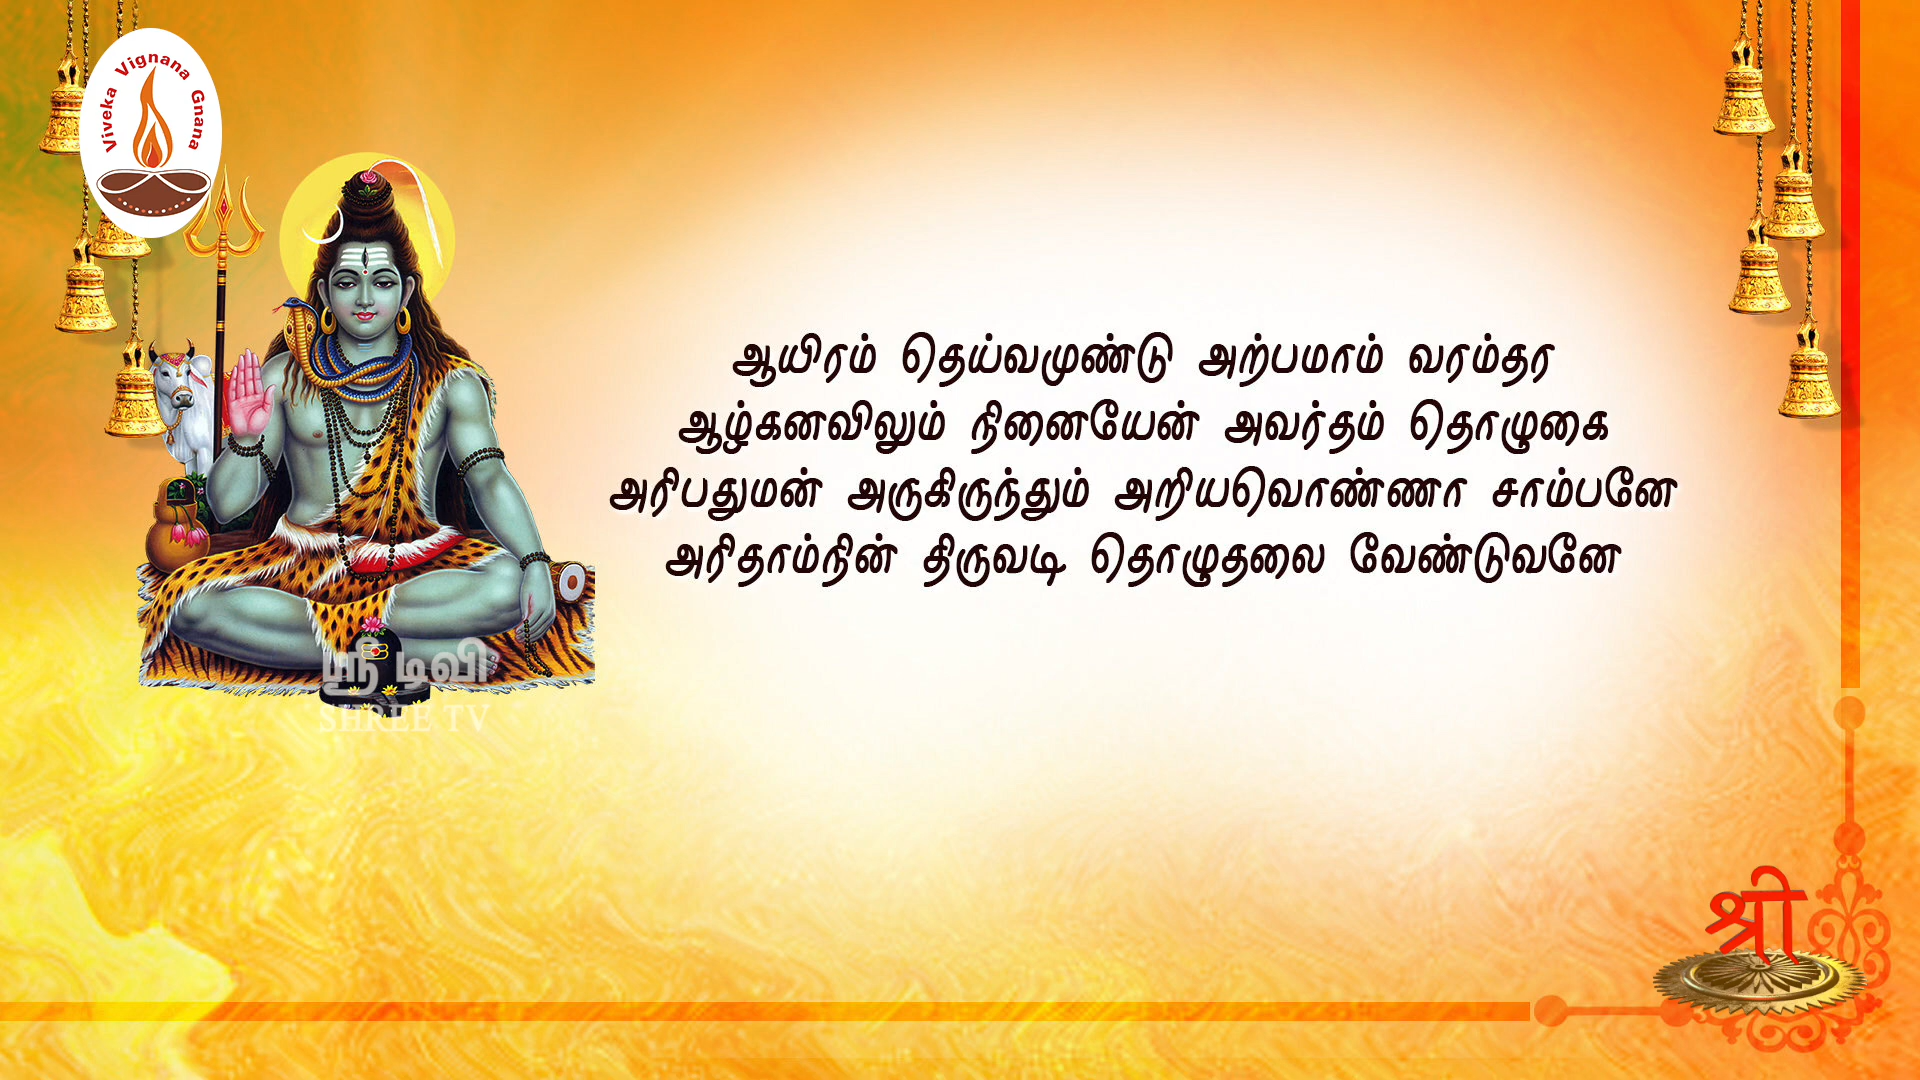 Viveka Vignana Gnana
ஆயிரம் தெய்வமுண்டு அற்பமாம் வரம்தர
ஆழ்கனவிலும் நினையேன் அவர்தம் தொழுகை
அரிபதுமன் அருகிருந்தும் அறியவொண்ணா சாம்பனே
அரிதாம்நின் திருவடி தொழுதலை வேண்டுவனே
ஸ்ரீ டிவி
SHREE TV
श्री